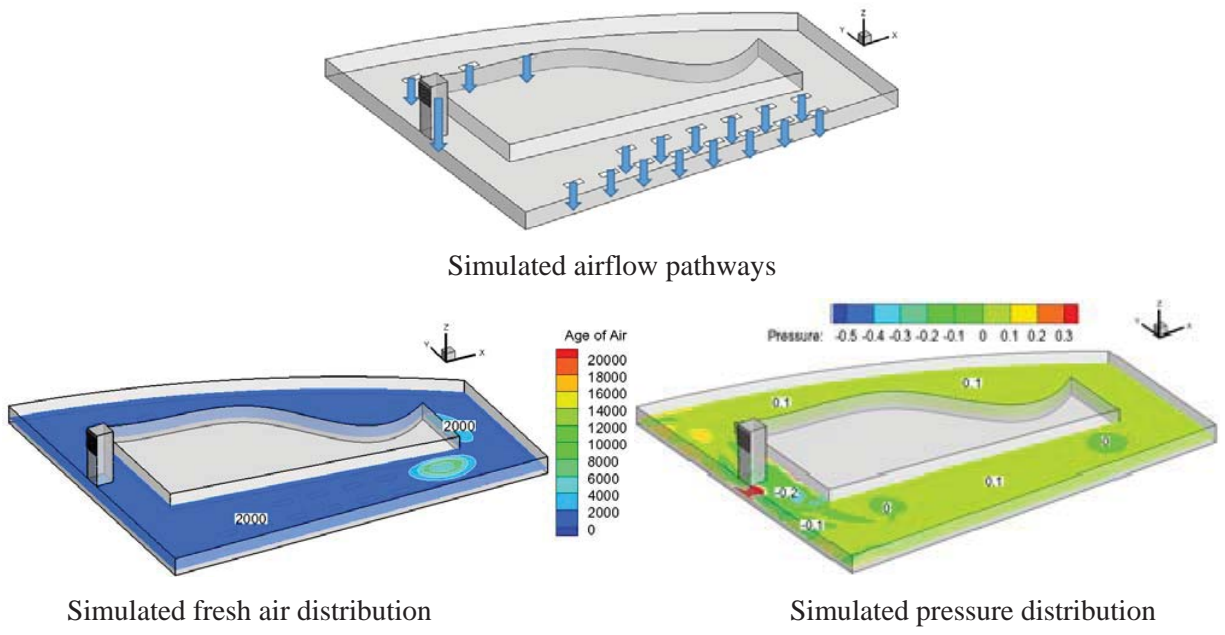 Z
Y
X
Simulated airflow pathways
Z
Y
X
Age of Air
20000
18000
16000
14000
12000
10000
8000
6000
4000
2000
0
2000
2000
Simulated fresh air distribution
Pressure: -0.5 -0.4 -0.3 -0.2 -0.1 0 0.1 0.2 0.3
Z
Y
X
0.1
0.1
0
0
-0.2
-0.1
Simulated pressure distribution